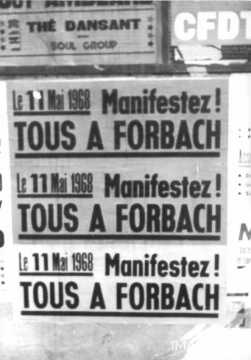 THÉ DANSANT
SOUL GROUP
CFDT
Le 11 Mai 1968 Manifestez !
TOUS A FORBACH
Le 11 Mai 1968 Manifestez !
TOUS A FORBACH
Le 11 Mai 1968 Manifestez !
TOUS A FORBACH